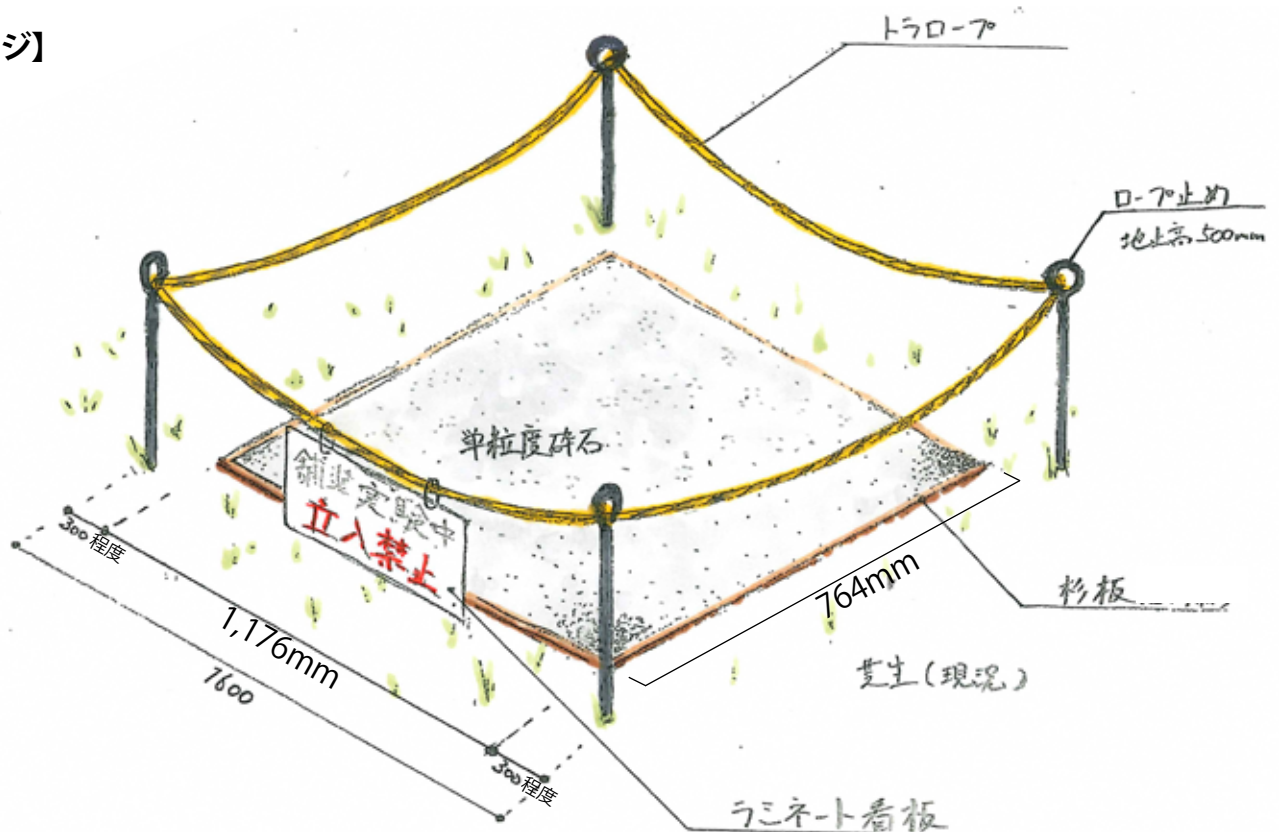 ジ】
トラロープ
ロープ止め
地上高500mm
単粒度砕石
舗装実験中
立入禁止
300程度
1,176mm
1600
300程度
764mm
杉板
芝生(現況)
ラミネート看板